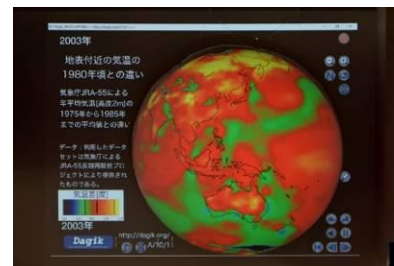 2003年
地表付近の気温の
1980年頃との違い
気象庁JRA-55による
年平均気温(高度2m)の
1975年から1985年
までの平均値との違い
データ：利用したデータ
セットは気象庁による
JRA-55長期再解析プロ
ジェクトにより提供され
たものである。
気温差(度)
2003年
Dagik
http://dagik.org/